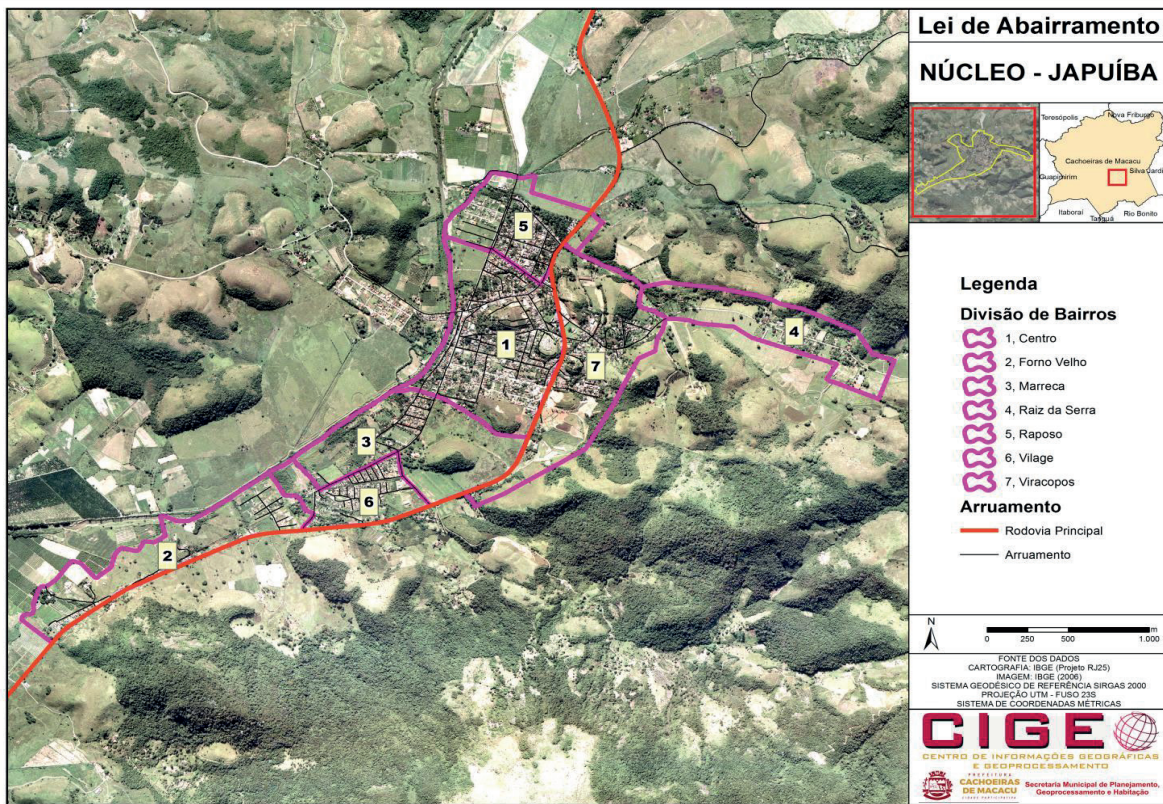 Lei de Abairramento
NÚCLEO - JAPUÍBA
Teresópolis
Nova Friburgo
Cachoeiras de Macacu
Silva Jardi
Guapimirim
Itaboraí
Tanguá
Rio Bonito
5
4
1
7
3
6
2
Legenda
Divisão de Bairros
1, Centro
2, Forno Velho
3, Marreca
4, Raiz da Serra
5, Raposo
6, Vilage
7, Viracopos
Arruamento
Rodovia Principal
Arruamento
N
m
0 250 500 1.000
FONTE DOS DADOS
CARTOGRAFIA: IBGE (Projeto RJ25)
IMAGEM: IBGE (2006)
SISTEMA GEODÉSICO DE REFERÊNCIA SIRGAS 2000
PROJEÇÃO UTM - FUSO 23S
SISTEMA DE COORDENADAS MÉTRICAS
CIGE
CENTRO DE INFORMAÇÕES GEOGRÁFICAS
E GEOPROCESSAMENTO
PREFEITURA
CACHOEIRAS
DE MACACU
CIDADE PARTICIPATIVA
Secretaria Municipal de Planejamento,
Geoprocessamento e Habitação